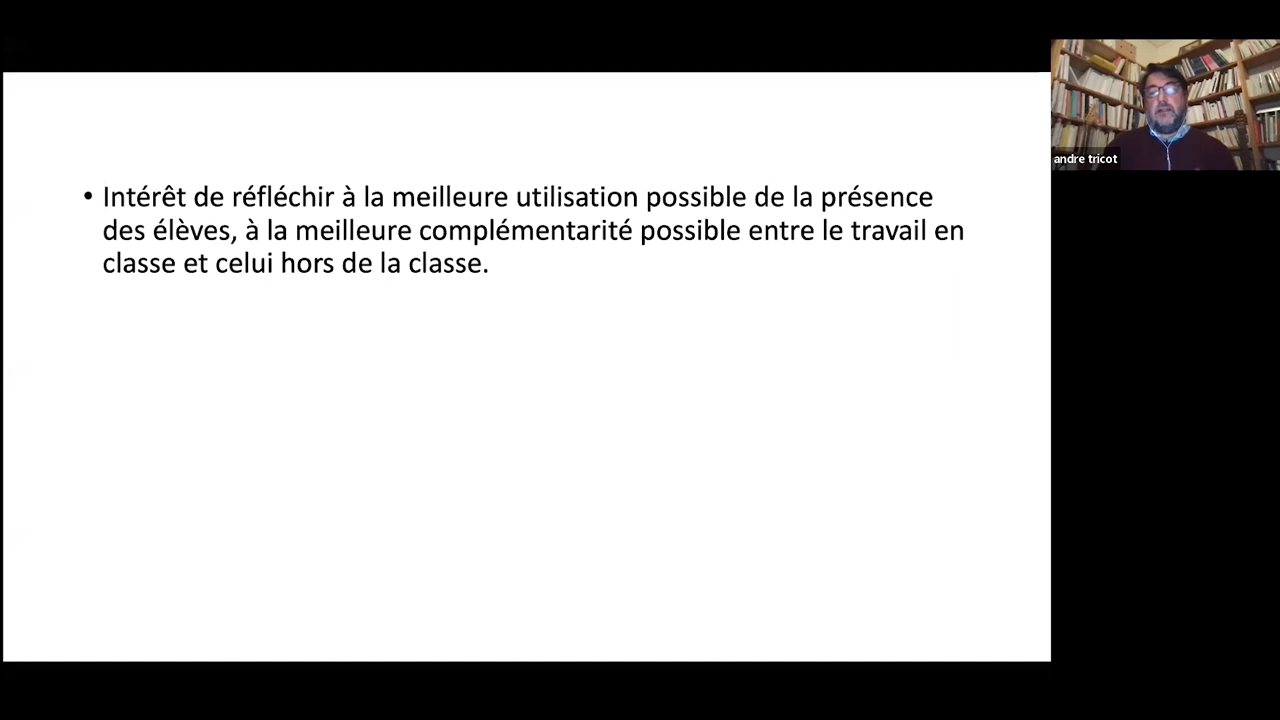 • Intérêt de réfléchir à la meilleure utilisation possible de la présence
des élèves, à la meilleure complémentarité possible entre le travail en
classe et celui hors de la classe.
andre tricot